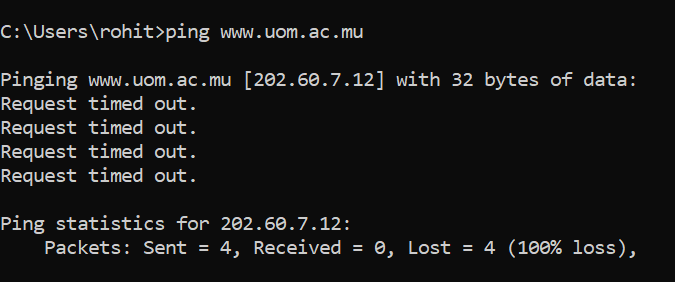 C:\Users\rohit>ping www.uom.ac.mu
Pinging www.uom.ac.mu [202.60.7.12] with 32 bytes of data:
Request timed out.
Request timed out.
Request timed out.
Request timed out.
Ping statistics for 202.60.7.12:
    Packets: Sent = 4, Received = 0, Lost = 4 (100% loss),